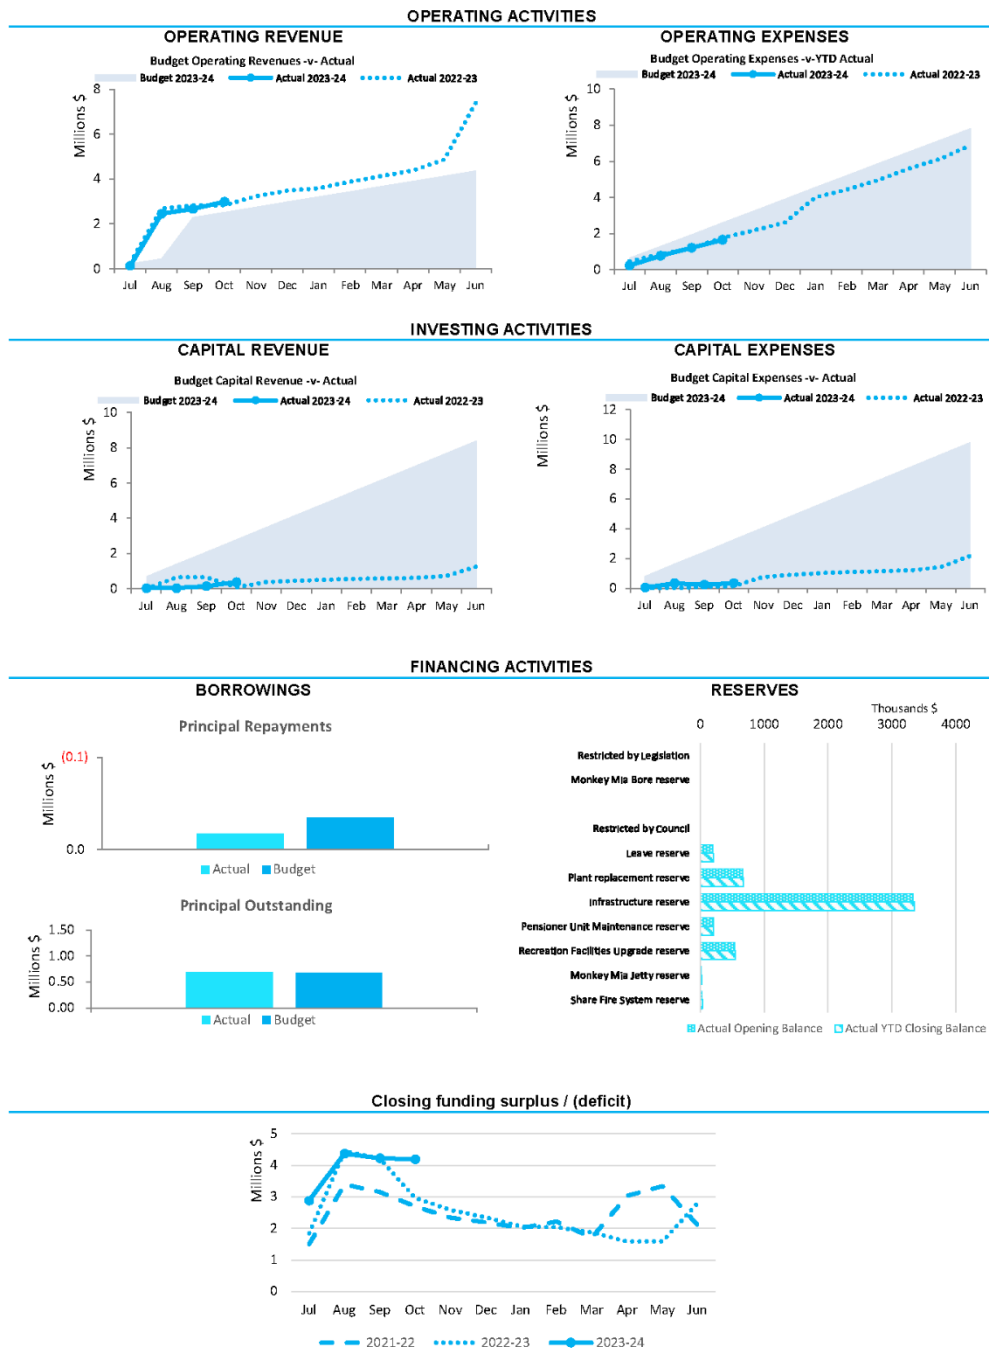 OPERATING ACTIVITIES
OPERATING REVENUE
Budget Operating Revenues -v- Actual
Budget 2023-24 Actual 2023-24 Actual 2022-23
Millions $
8
6
4
2
0
Jul Aug Sep Oct Nov Dec Jan Feb Mar Apr May Jun
OPERATING EXPENSES
Budget Operating Expenses -v-YTD Actual
Budget 2023-24 Actual 2023-24 Actual 2022-23
Millions $
10
8
6
4
2
0
Jul Aug Sep Oct Nov Dec Jan Feb Mar Apr May Jun
INVESTING ACTIVITIES
CAPITAL REVENUE
Budget Capital Revenue -v- Actual
Budget 2023-24 Actual 2023-24 Actual 2022-23
Millions $
10
8
6
4
2
0
Jul Aug Sep Oct Nov Dec Jan Feb Mar Apr May Jun
CAPITAL EXPENSES
Budget Capital Expenses -v- Actual
Budget 2023-24 Actual 2023-24 Actual 2022-23
Millions $
12
10
8
6
4
2
0
Jul Aug Sep Oct Nov Dec Jan Feb Mar Apr May Jun
FINANCING ACTIVITIES
BORROWINGS
Principal Repayments
Millions $
(0.1)
0.0
Actual Budget
Principal Outstanding
Millions $
1.50
1.00
0.50
0.00
Actual Budget
RESERVES
Thousands $
0 1000 2000 3000 4000
Restricted by Legislation
Monkey Mia Bore reserve
Restricted by Council
Leave reserve
Plant replacement reserve
Infrastructure reserve
Pensioner Unit Maintenance reserve
Recreation Facilities Upgrade reserve
Monkey Mia Jetty reserve
Share Fire System reserve
Actual Opening Balance Actual YTD Closing Balance
Closing funding surplus / (deficit)
Millions $
5
4
3
2
1
0
Jul Aug Sep Oct Nov Dec Jan Feb Mar Apr May Jun
2021-22 2022-23 2023-24